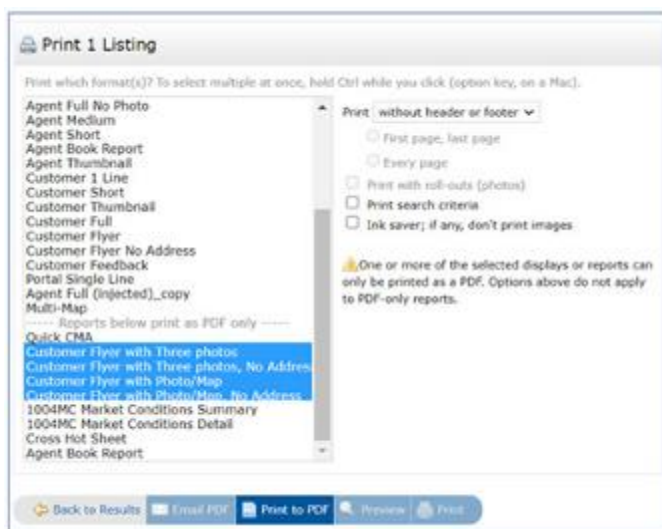 Print 1 Listing
Print which format(s)? To select multiple at once, hold Ctrl while you click (option key, on a Mac).
Agent Full No Photo
Agent Medium
Agent Short
Agent Book Report
Agent Thumbnail
Customer 1 Line
Customer Short
Customer Thumbnail
Customer Full
Customer Flyer
Customer Flyer No Address
Customer Feedback
Portal Single Line
Agent Full (injected)_copy
Multi-Map
----- Reports below print as PDF only -----
Quick CMA
Customer Flyer with Three photos
Customer Flyer with Three photos, No Addres
Customer Flyer with Photo/Map
Customer Flyer with Photo/Map, No Address
1004MC Market Conditions Summary
1004MC Market Conditions Detail
Cross Hot Sheet
Agent Book Report
Print without header or footer
First page, last page
Every page
Print with roll-outs (photos)
Print search criteria
Ink saver; if any, don't print images
One or more of the selected displays or reports can
only be printed as a PDF. Options above do not apply
to PDF-only reports.
Back to Results Email PDF Print to PDF Preview Print